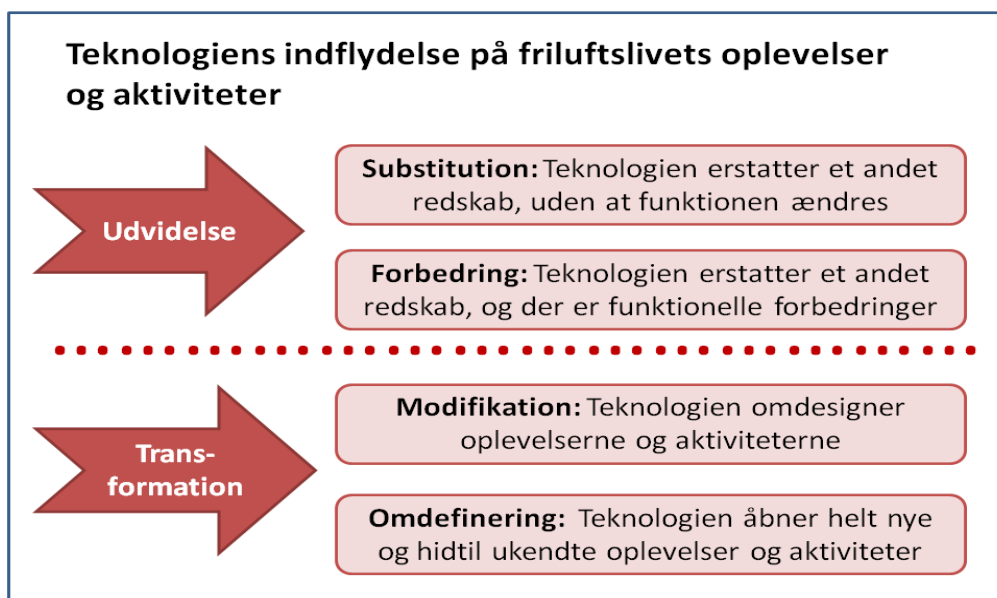 Teknologiens indflydelse på friluftslivets oplevelser
og aktiviteter
Udvidelse
Substitution: Teknologien erstatter et andet
redskab, uden at funktionen ændres
Forbedring: Teknologien erstatter et andet
redskab, og der er funktionelle forbedringer
Trans-
formation
Modifikation: Teknologien omdesigner
oplevelserne og aktiviteterne
Omdefinering: Teknologien åbner helt nye
og hidtil ukendte oplevelser og aktiviteter